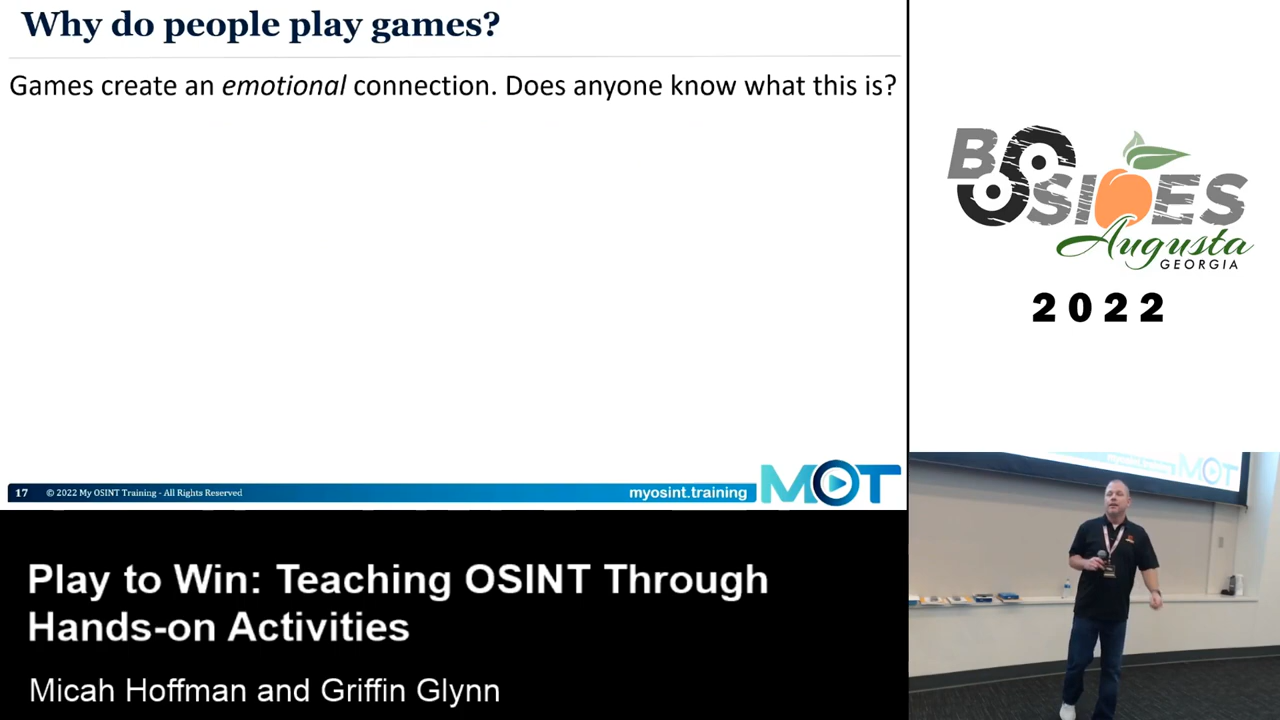 Why do people play games?
Games create an emotional connection. Does anyone know what this is?
17 © 2022 My OSINT Training - All Rights Reserved myosint.training MOT
BSIDES
Augusta
GEORGIA
2022
MOT
Play to Win: Teaching OSINT Through
Hands-on Activities
Micah Hoffman and Griffin Glynn